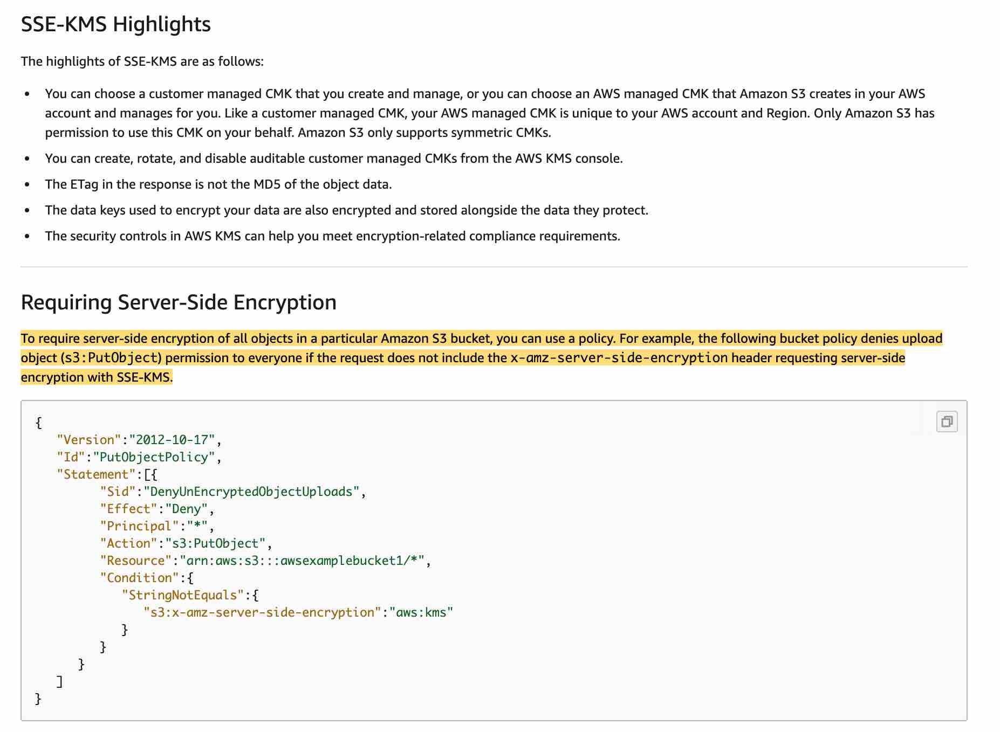 SSE-KMS Highlights
The highlights of SSE-KMS are as follows:
• You can choose a customer managed CMK that you create and manage, or you can choose an AWS managed CMK that Amazon S3 creates in your AWS
account and manages for you. Like a customer managed CMK, your AWS managed CMK is unique to your AWS account and Region. Only Amazon S3 has
permission to use this CMK on your behalf. Amazon S3 only supports symmetric CMKs.
• You can create, rotate, and disable auditable customer managed CMKs from the AWS KMS console.
• The ETag in the response is not the MD5 of the object data.
• The data keys used to encrypt your data are also encrypted and stored alongside the data they protect.
• The security controls in AWS KMS can help you meet encryption-related compliance requirements.
Requiring Server-Side Encryption
To require server-side encryption of all objects in a particular Amazon S3 bucket, you can use a policy. For example, the following bucket policy denies upload
object (s3:PutObject) permission to everyone if the request does not include the x-amz-server-side-encryption header requesting server-side
encryption with SSE-KMS.
{
   "Version":"2012-10-17",
   "Id":"PutObjectPolicy",
   "Statement":[{
         "Sid":"DenyUnEncryptedObjectUploads",
         "Effect":"Deny",
         "Principal":"*",
         "Action":"s3:PutObject",
         "Resource":"arn:aws:s3:::awsexamplebucket1/*",
         "Condition":{
            "StringNotEquals":{
               "s3:x-amz-server-side-encryption":"aws:kms"
            }
         }
      }
   ]
}